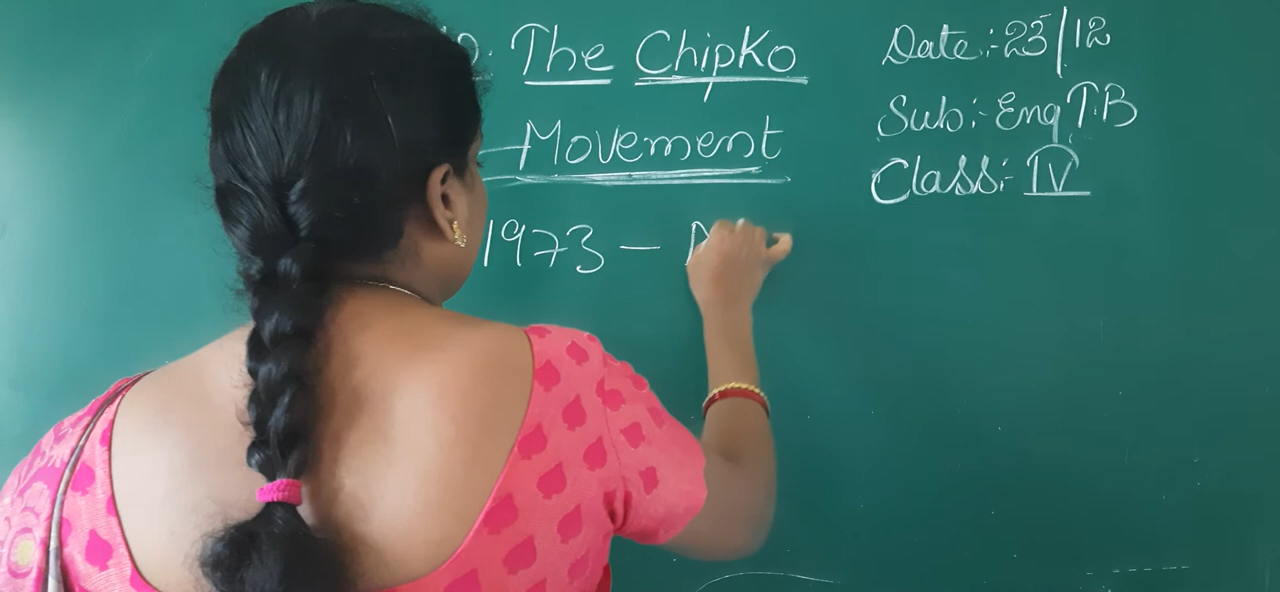 The Chipko
Movement
1973 –
Date:- 23/12
Sub:- Eng T.B
Class:- IV